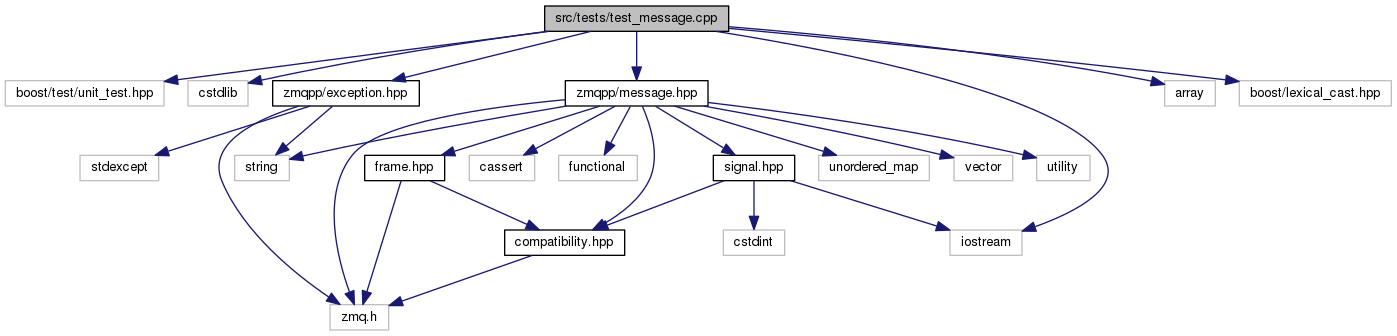 src/tests/test_message.cpp
boost/test/unit_test.hpp
cstdlib
zmqpp/exception.hpp
zmqpp/message.hpp
array
boost/lexical_cast.hpp
stdexcept
string
frame.hpp
cassert
functional
signal.hpp
unordered_map
vector
utility
compatibility.hpp
cstdint
iostream
zmq.h